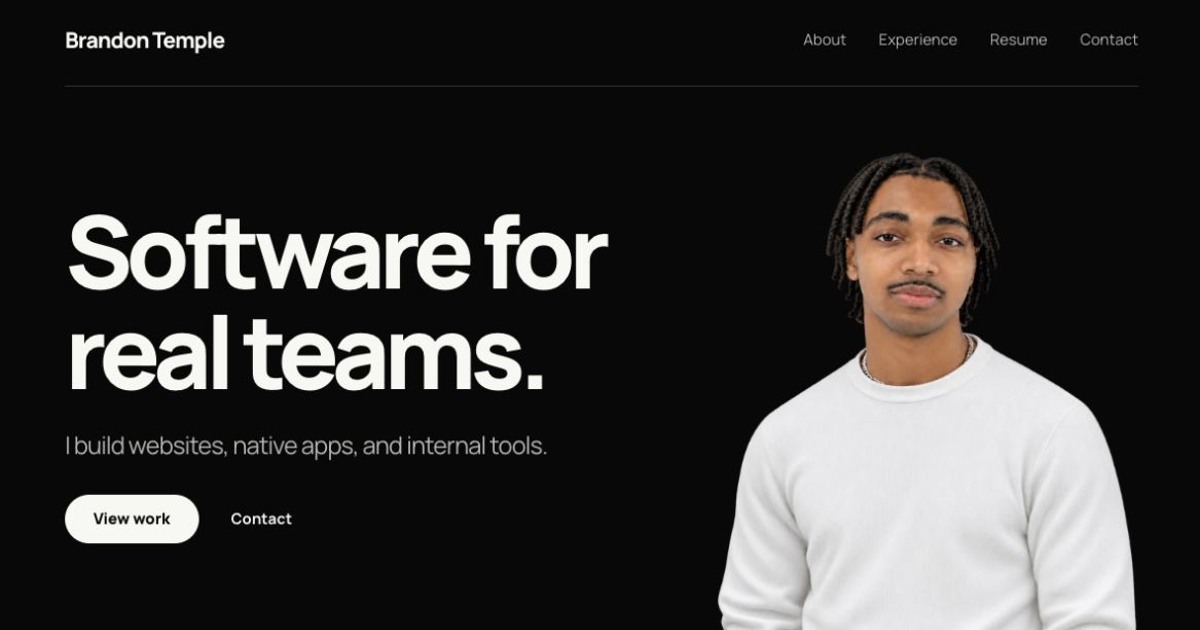 Brandon Temple
About Experience Resume Contact
Software for
real teams.
I build websites, native apps, and internal tools.
View work Contact